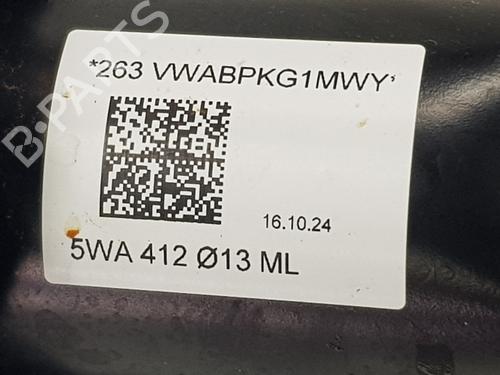 *263 VWABPKG1MWY*
16.10.24
5WA 412 Ø13 ML
B-PARTS